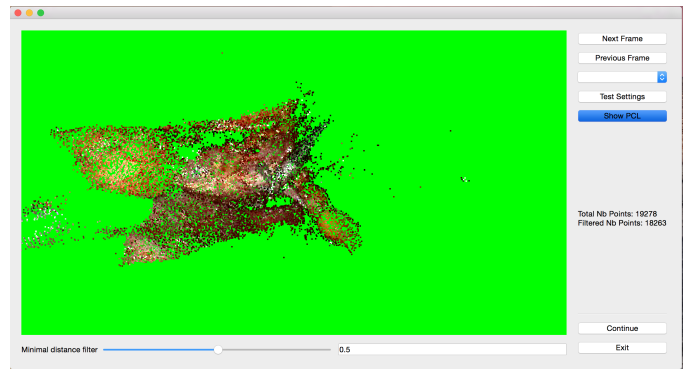 Next Frame
Previous Frame
Test Settings
Show PCL
Total Nb Points: 19278
Filtered Nb Points: 18263
Continue
Minimal distance filter 0.5
Exit